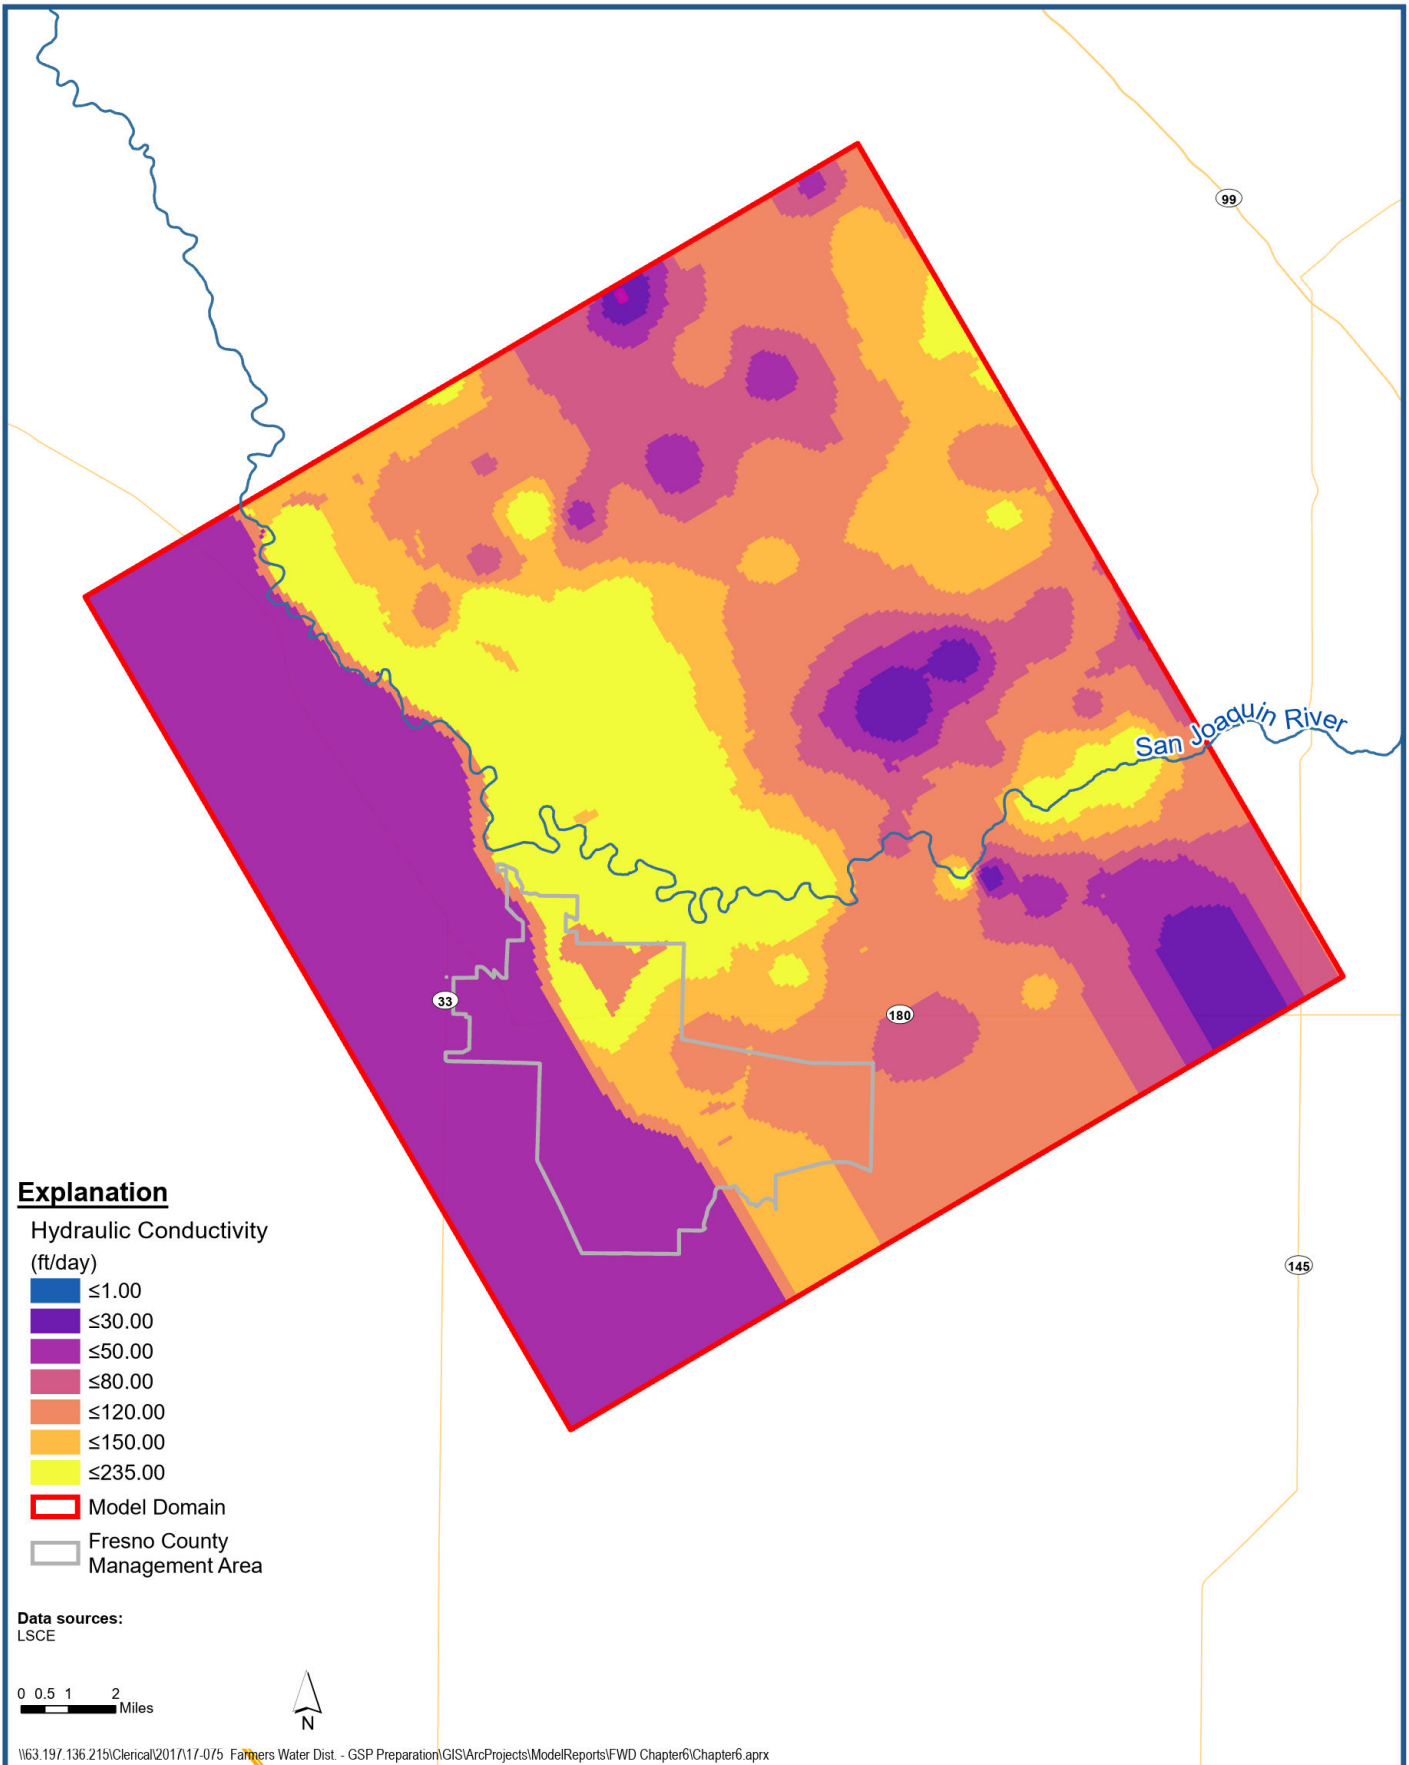 99
San Joaquin River
33
180
145
Explanation
Hydraulic Conductivity
(ft/day)
≤1.00
≤30.00
≤50.00
≤80.00
≤120.00
≤150.00
≤235.00
Model Domain
Fresno County
Management Area
Data sources:
LSCE
0 0.5 1 2
Miles
N
\\63.197.136.215\Clerical\2017\17-075 Farmers Water Dist. - GSP Preparation\GIS\ArcProjects\ModelReports\FWD Chapter6\Chapter6.aprx